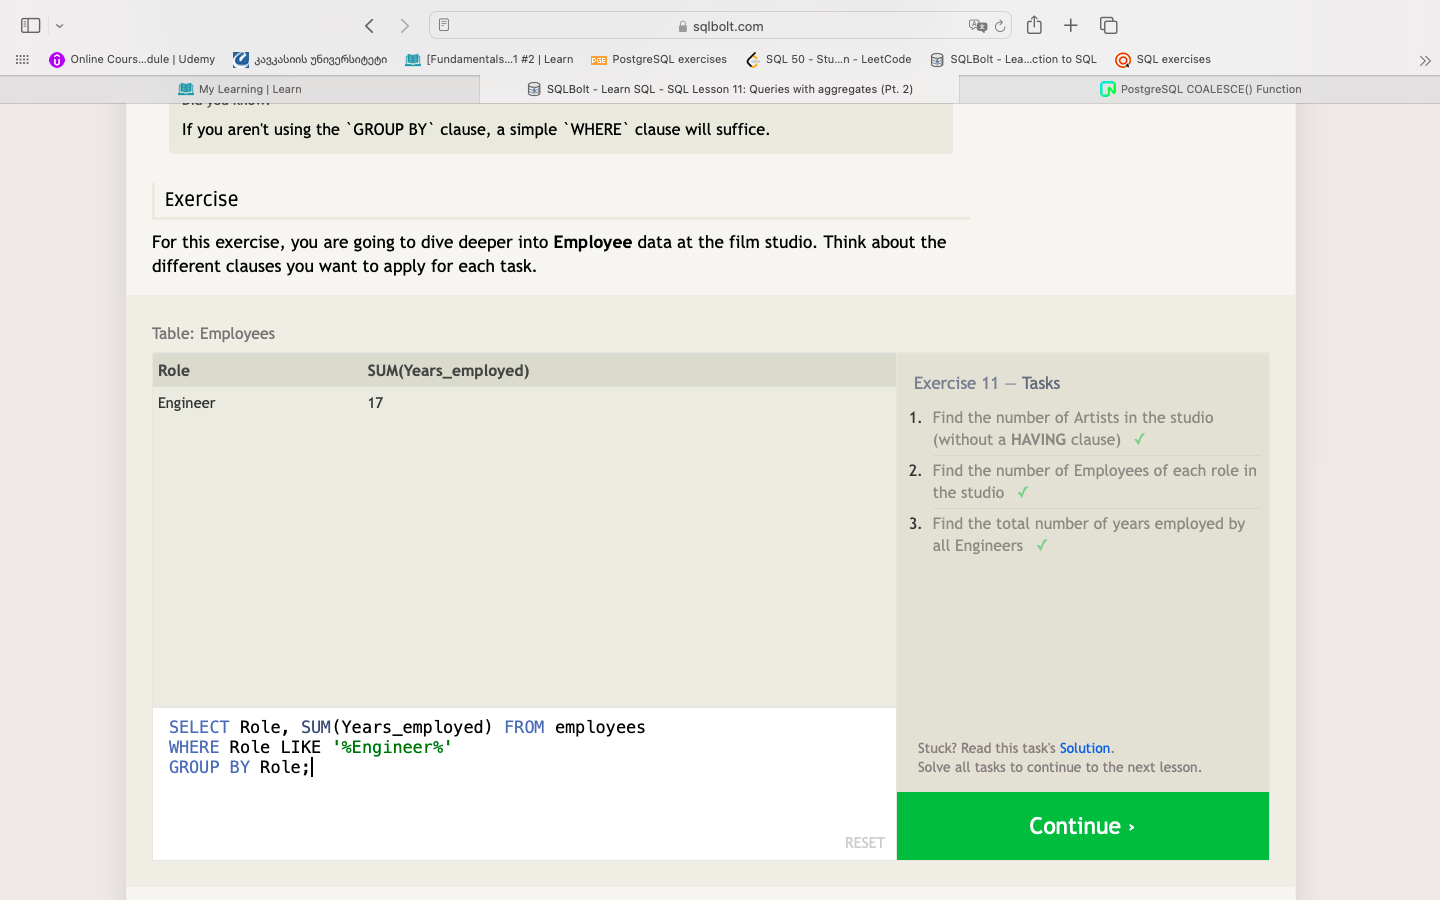 sqlbolt.com
Online Cours...dule | Udemy
კავკასიის უნივერსიტეტი
[Fundamentals...1 #2 | Learn
PGE PostgreSQL exercises
SQL 50 - Stu...n - LeetCode
SQLBolt - Lea...ction to SQL
SQL exercises
My Learning | Learn
SQLBolt - Learn SQL - SQL Lesson 11: Queries with aggregates (Pt. 2)
PostgreSQL COALESCE() Function
Did you know?
If you aren't using the `GROUP BY` clause, a simple `WHERE` clause will suffice.
Exercise
For this exercise, you are going to dive deeper into Employee data at the film studio. Think about the
different clauses you want to apply for each task.
Table: Employees
Role SUM(Years_employed)
Engineer 17
SELECT Role, SUM(Years_employed) FROM employees
WHERE Role LIKE '%Engineer%'
GROUP BY Role;
RESET
Exercise 11 — Tasks
1. Find the number of Artists in the studio
(without a HAVING clause) ✓
2. Find the number of Employees of each role in
the studio ✓
3. Find the total number of years employed by
all Engineers ✓
Stuck? Read this task's Solution.
Solve all tasks to continue to the next lesson.
Continue ›